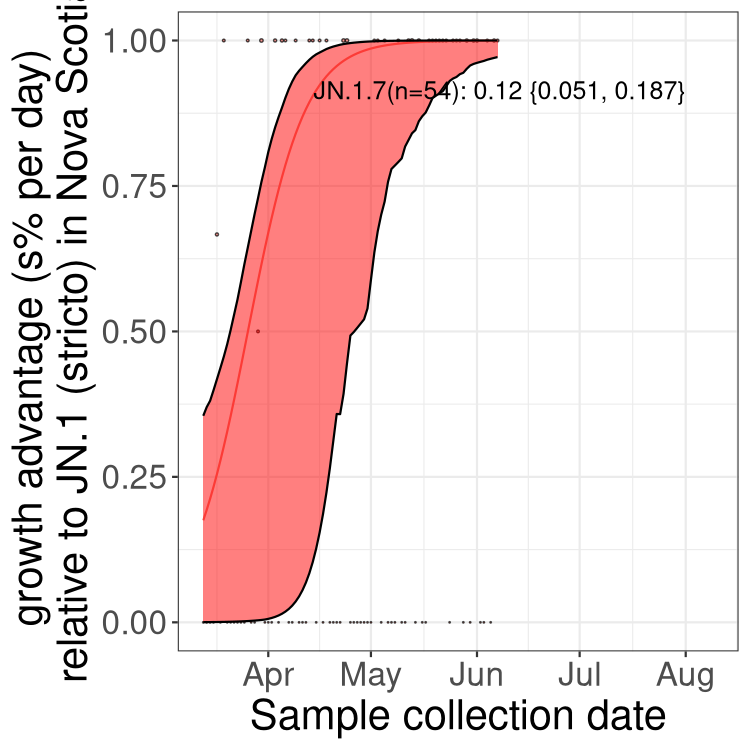 growth advantage (s% per day)
relative to JN.1 (stricto) in Nova Scotia
1.00
0.75
0.50
0.25
0.00
JN.1.7(n=54): 0.12 {0.051, 0.187}
Apr May Jun Jul Aug
Sample collection date